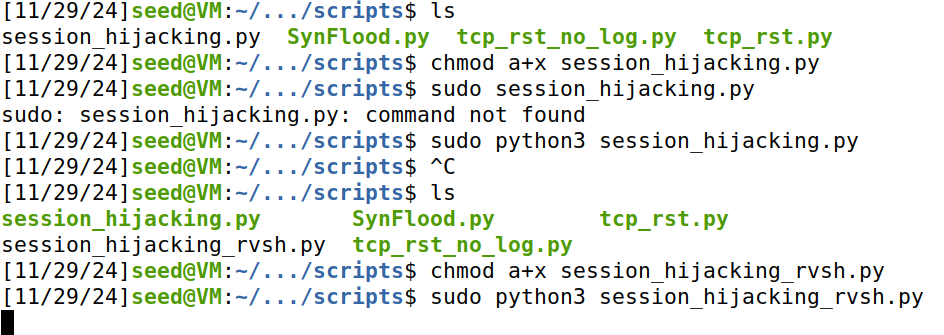 [11/29/24]seed@VM:~/.../scripts$ ls
session_hijacking.py  SynFlood.py  tcp_rst_no_log.py  tcp_rst.py
[11/29/24]seed@VM:~/.../scripts$ chmod a+x session_hijacking.py
[11/29/24]seed@VM:~/.../scripts$ sudo session_hijacking.py
sudo: session_hijacking.py: command not found
[11/29/24]seed@VM:~/.../scripts$ sudo python3 session_hijacking.py
[11/29/24]seed@VM:~/.../scripts$ ^C
[11/29/24]seed@VM:~/.../scripts$ ls
session_hijacking.py       SynFlood.py        tcp_rst.py
session_hijacking_rvsh.py  tcp_rst_no_log.py
[11/29/24]seed@VM:~/.../scripts$ chmod a+x session_hijacking_rvsh.py
[11/29/24]seed@VM:~/.../scripts$ sudo python3 session_hijacking_rvsh.py